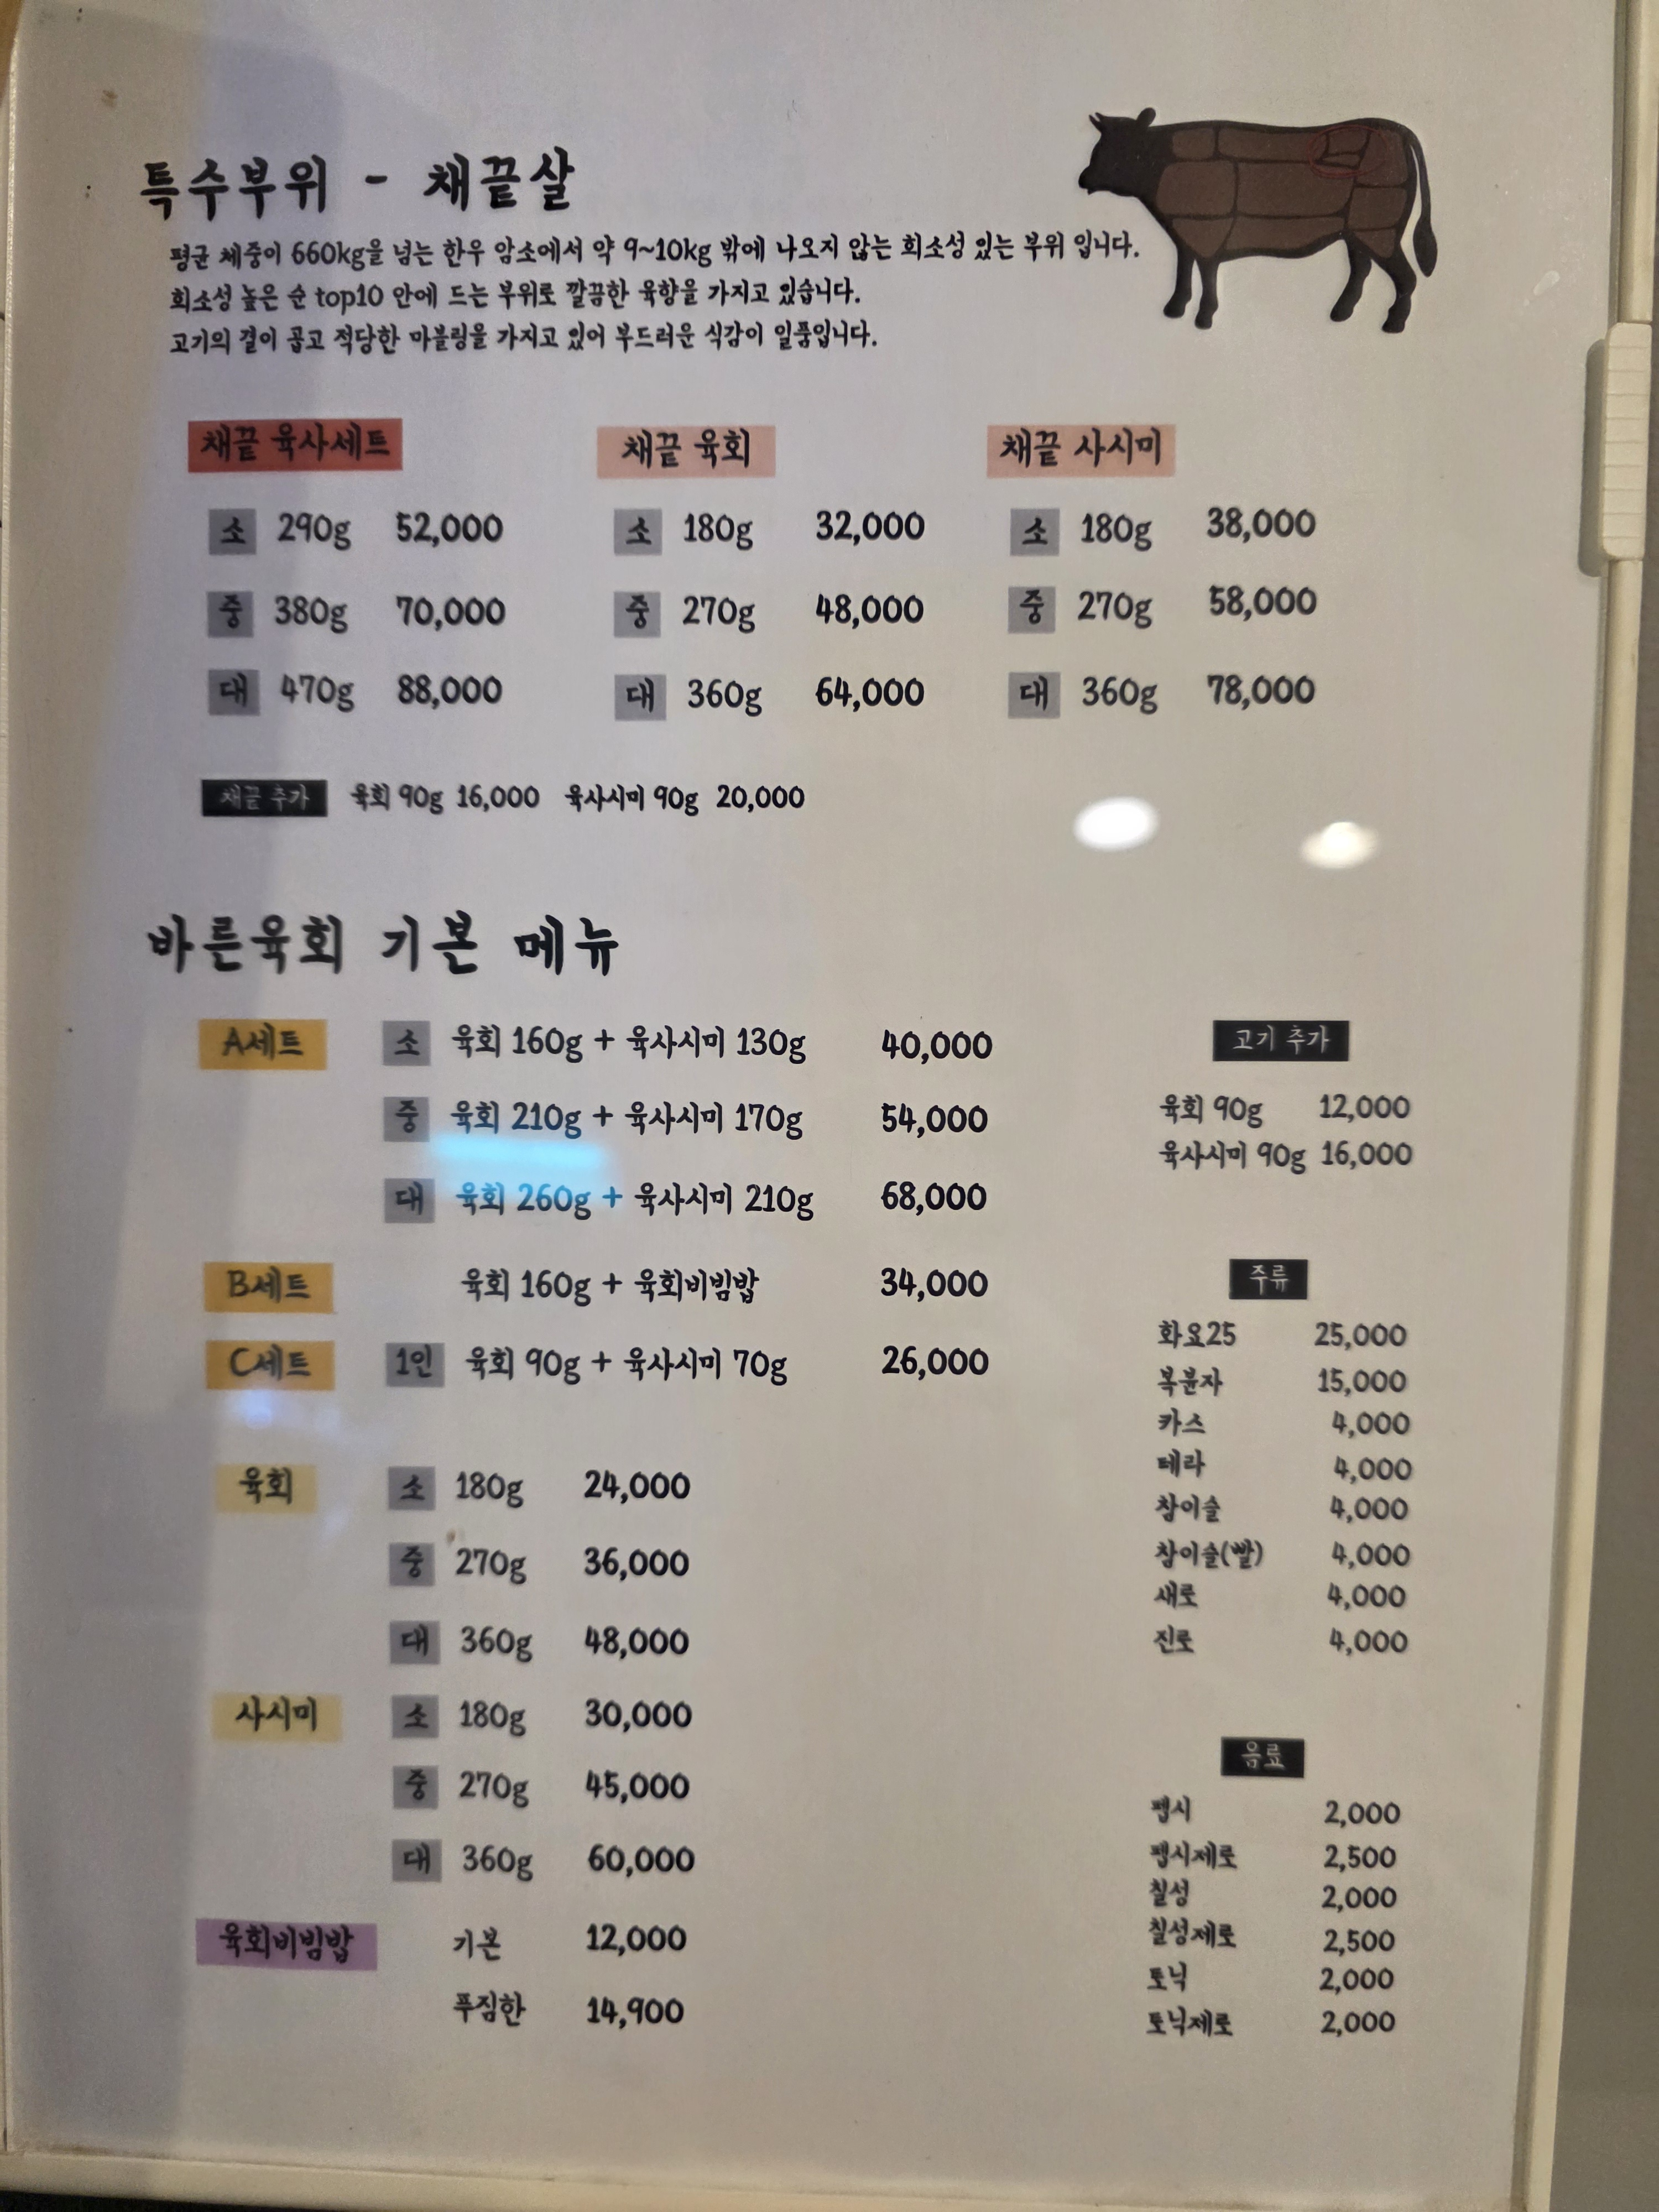 특수부위 - 채끝살
평균 체중이 660kg을 넘는 한우 암소에서 약 9~10kg 밖에 나오지 않는 희소성 있는 부위 입니다.
희소성 높은 순 top10 안에 드는 부위로 깔끔한 육향을 가지고 있습니다.
고기의 결이 곱고 적당한 마블링을 가지고 있어 부드러운 식감이 일품입니다.
채끝 육사세트
소 290g 52,000
중 380g 70,000
대 470g 88,000
채끝 육회
소 180g 32,000
중 270g 48,000
대 360g 64,000
채끝 사시미
소 180g 38,000
중 270g 58,000
대 360g 78,000
채끝 추가 육회 90g 16,000 육사시미 90g 20,000
바른육회 기본 메뉴
A세트 소 육회 160g + 육사시미 130g 40,000
중 육회 210g + 육사시미 170g 54,000
대 육회 260g + 육사시미 210g 68,000
B세트 육회 160g + 육회비빔밥 34,000
C세트 1인 육회 90g + 육사시미 70g 26,000
육회 소 180g 24,000
중 270g 36,000
대 360g 48,000
사시미 소 180g 30,000
중 270g 45,000
대 360g 60,000
육회비빔밥 기본 12,000
푸짐한 14,900
고기 추가
육회 90g 12,000
육사시미 90g 16,000
주류
화요25 25,000
복분자 15,000
카스 4,000
테라 4,000
참이슬 4,000
참이슬(빨) 4,000
새로 4,000
진로 4,000
음료
펩시 2,000
펩시제로 2,500
칠성 2,000
칠성제로 2,500
토닉 2,000
토닉제로 2,000